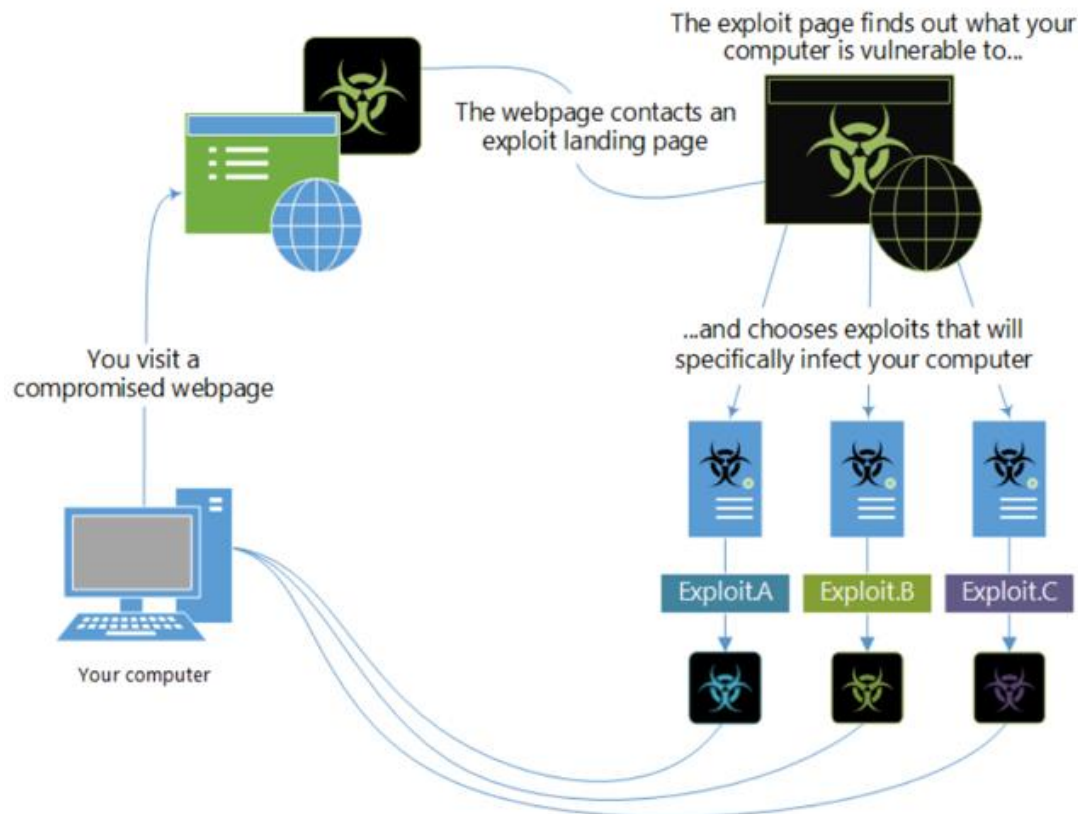 The exploit page finds out what your
computer is vulnerable to...
The webpage contacts an
exploit landing page
...and chooses exploits that will
specifically infect your computer
You visit a
compromised webpage
Exploit.A
Exploit.B
Exploit.C
Your computer